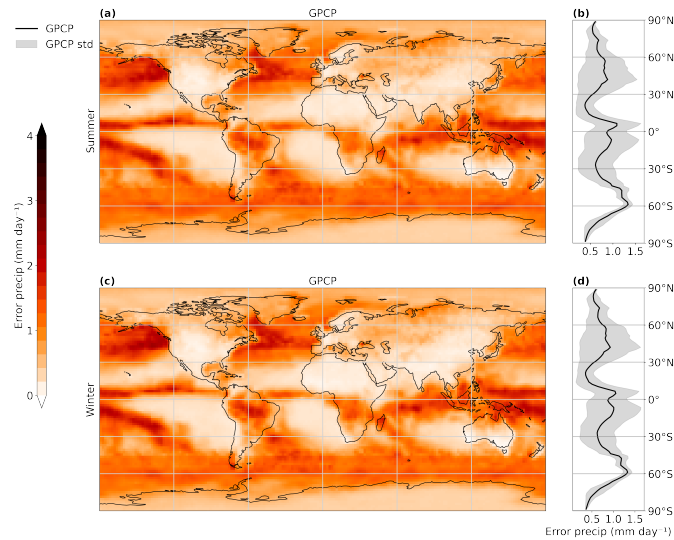 (a) GPCP (b)
GPCP
GPCP std
90°N
60°N
30°N
0°
30°S
60°S
90°S
Summer
0.5 1.0 1.5
4
3
2
1
0
Error precip (mm day⁻¹)
(c) GPCP (d)
90°N
60°N
30°N
0°
30°S
60°S
90°S
Winter
0.5 1.0 1.5
Error precip (mm day⁻¹)